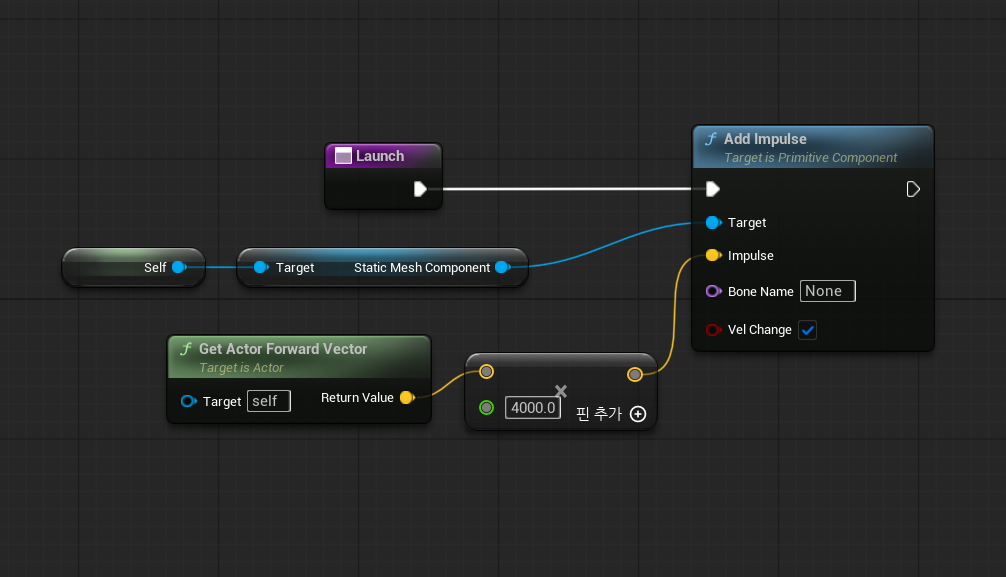 Launch
Add Impulse
Target is Primitive Component
Target
Impulse
Bone Name None
Vel Change
Self
Target Static Mesh Component
Get Actor Forward Vector
Target is Actor
Target self Return Value
4000.0
핀 추가